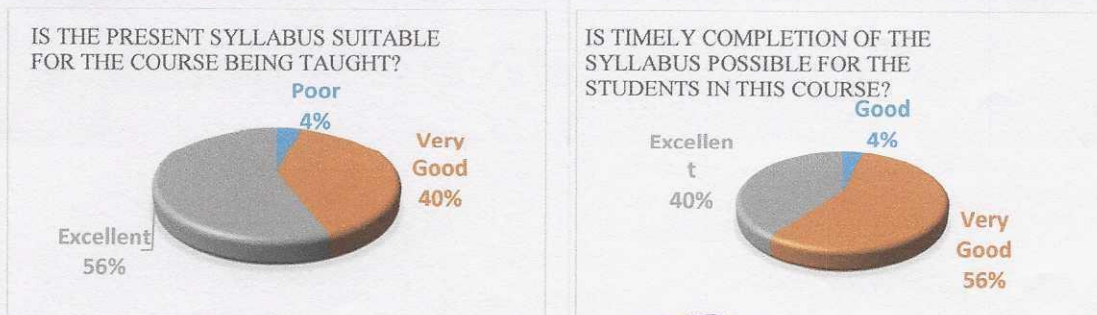 IS THE PRESENT SYLLABUS SUITABLE
FOR THE COURSE BEING TAUGHT?
Poor
4%
Very
Good
40%
Excellent
56%
IS TIMELY COMPLETION OF THE
SYLLABUS POSSIBLE FOR THE
STUDENTS IN THIS COURSE?
Good
4%
Excellen
t
40%
Very
Good
56%